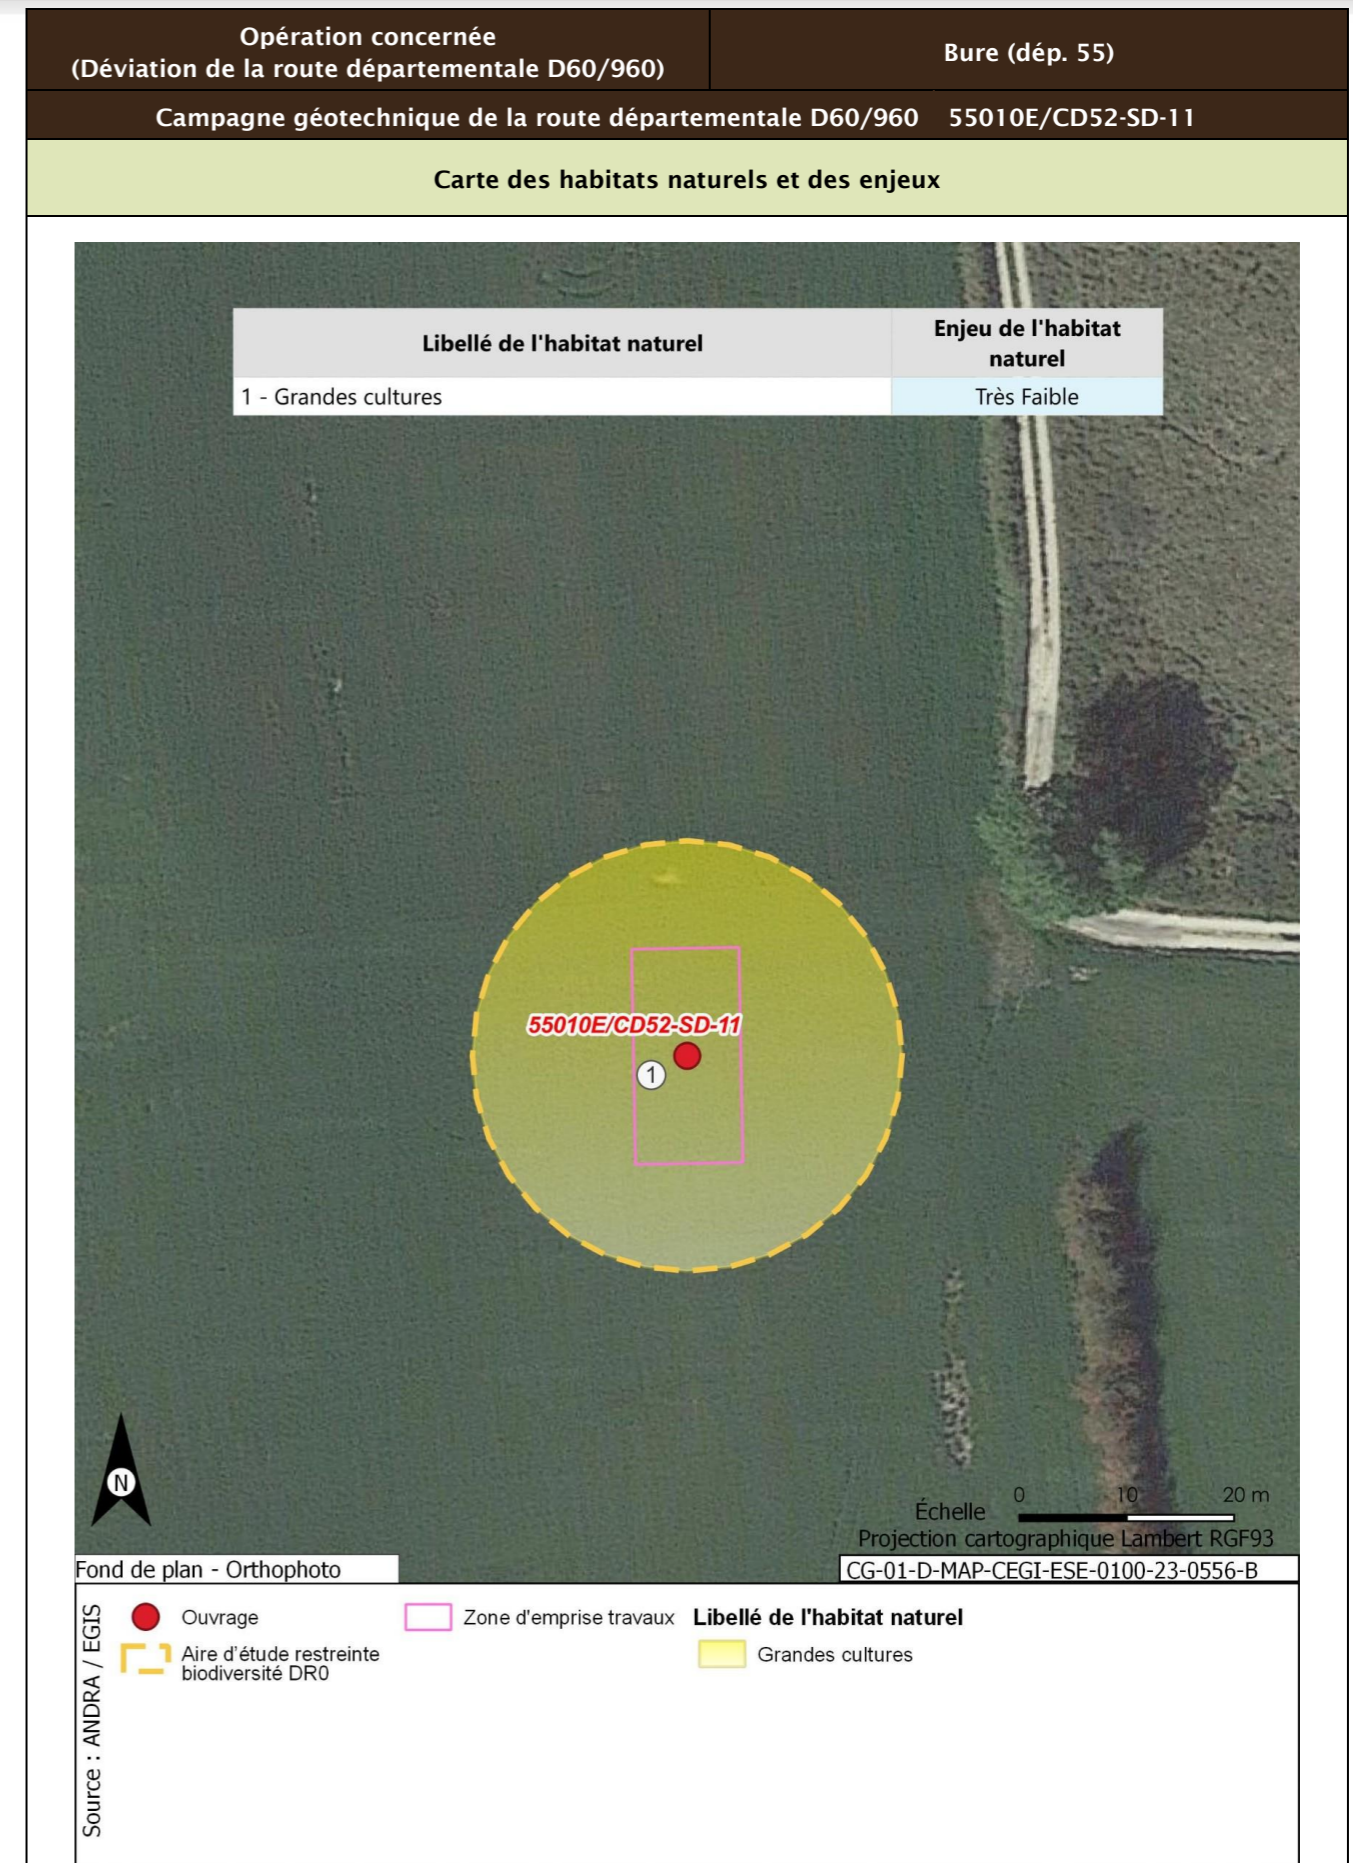 Opération concernée
(Déviation de la route départementale D60/960)
Bure (dép. 55)
Campagne géotechnique de la route départementale D60/960 55010E/CD52-SD-11
Carte des habitats naturels et des enjeux
Libellé de l'habitat naturel
Enjeu de l'habitat
naturel
1 - Grandes cultures
Très Faible
55010E/CD52-SD-11
1
N
0 10 20 m
Échelle
Projection cartographique Lambert RGF93
Fond de plan - Orthophoto
CG-01-D-MAP-CEGI-ESE-0100-23-0556-B
Source : ANDRA / EGIS
Ouvrage
Aire d'étude restreinte
biodiversité DR0
Zone d'emprise travaux
Libellé de l'habitat naturel
Grandes cultures